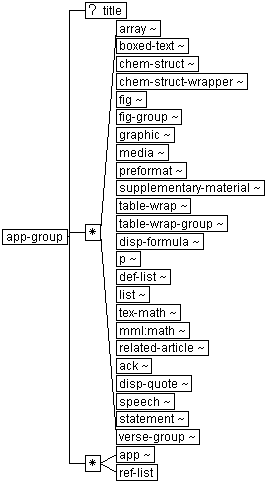 ? title
array ~
boxed-text ~
chem-struct ~
chem-struct-wrapper ~
fig ~
fig-group ~
graphic ~
media ~
preformat ~
supplementary-material ~
table-wrap ~
table-wrap-group ~
disp-formula ~
app-group
*
p ~
def-list ~
list ~
tex-math ~
mml:math ~
related-article ~
ack ~
disp-quote ~
speech ~
statement ~
verse-group ~
* app ~
ref-list